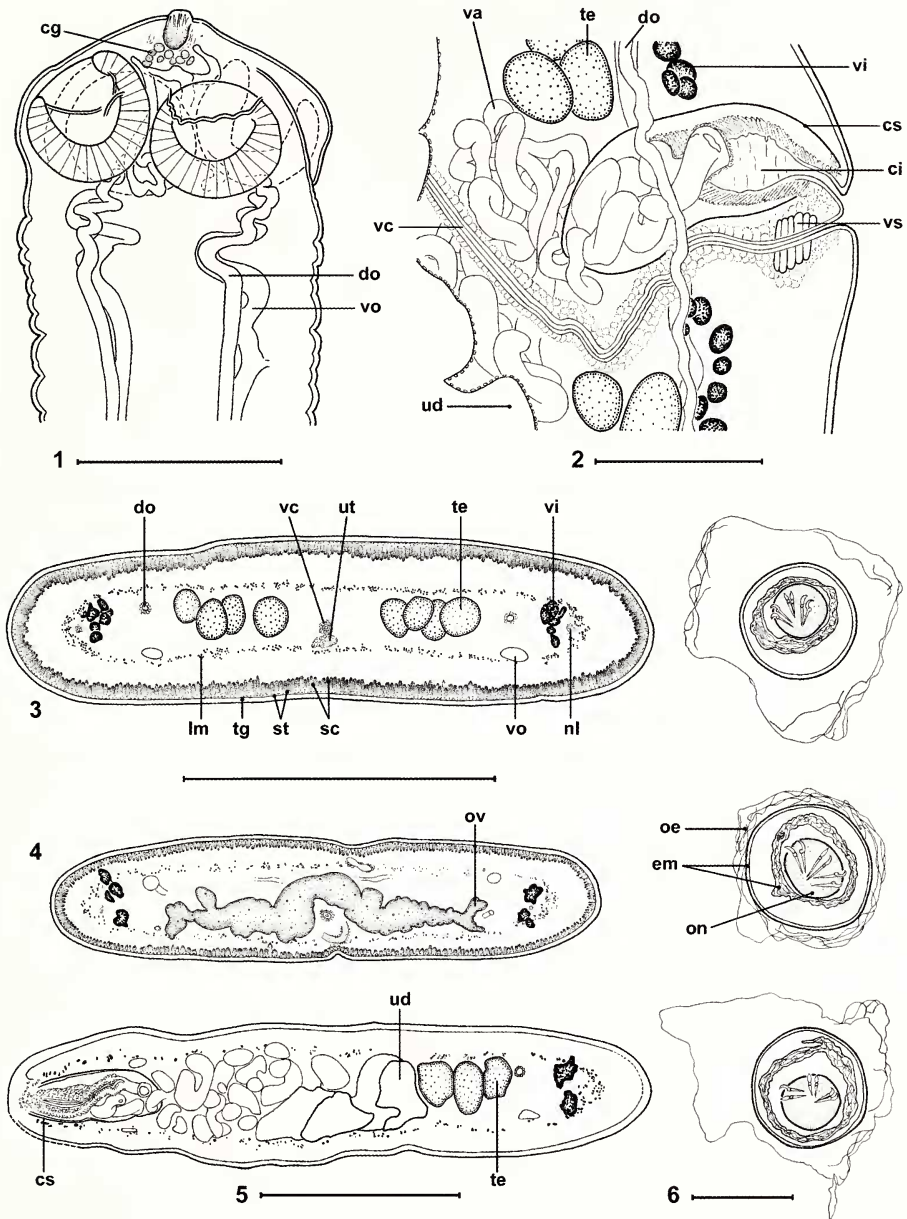 cg
do
vo
1
va te do
vi
cs
ci
vs
vc
ud
2
do vc ut te vi
lm tg st sc vo nl
3
4
ov
oe
em
on
ud
cs te
5
6